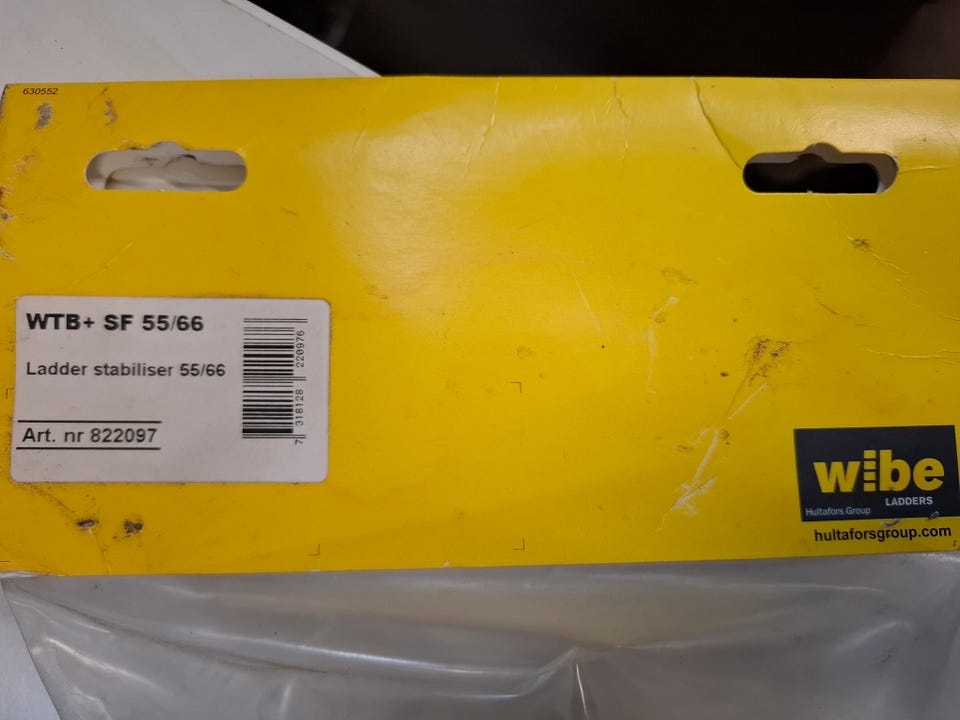 630552
WTB+ SF 55/66
Ladder stabiliser 55/66
Art. nr 822097
7 318128 220976
wibe
LADDERS
Hultafors Group
hultaforsgroup.com